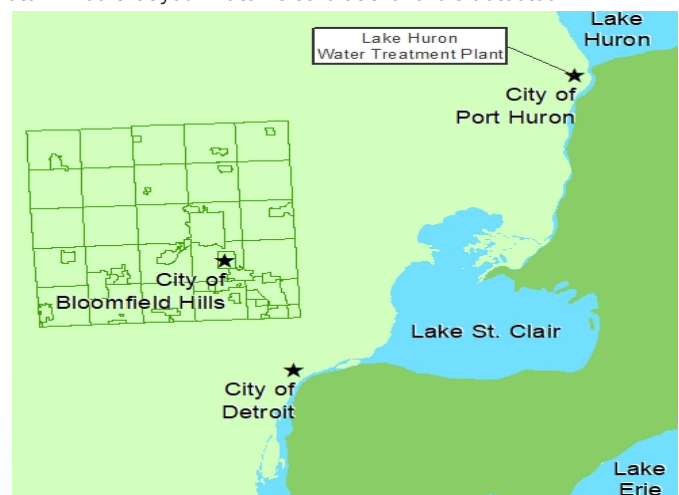 Lake
Huron
Lake Huron
Water Treatment Plant
City of
Port Huron
City of
Bloomfield Hills
Lake St. Clair
City of
Detroit
Lake
Erie